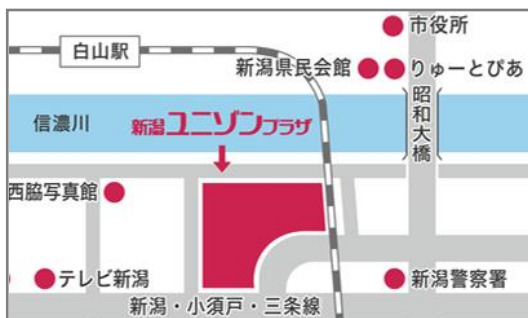 市役所
白山駅
新潟県民会館
りゅーとぴあ
昭和大橋
信濃川
新潟ユニゾンプラザ
西脇写真館
テレビ新潟
新潟警察署
新潟・小須戸・三条線